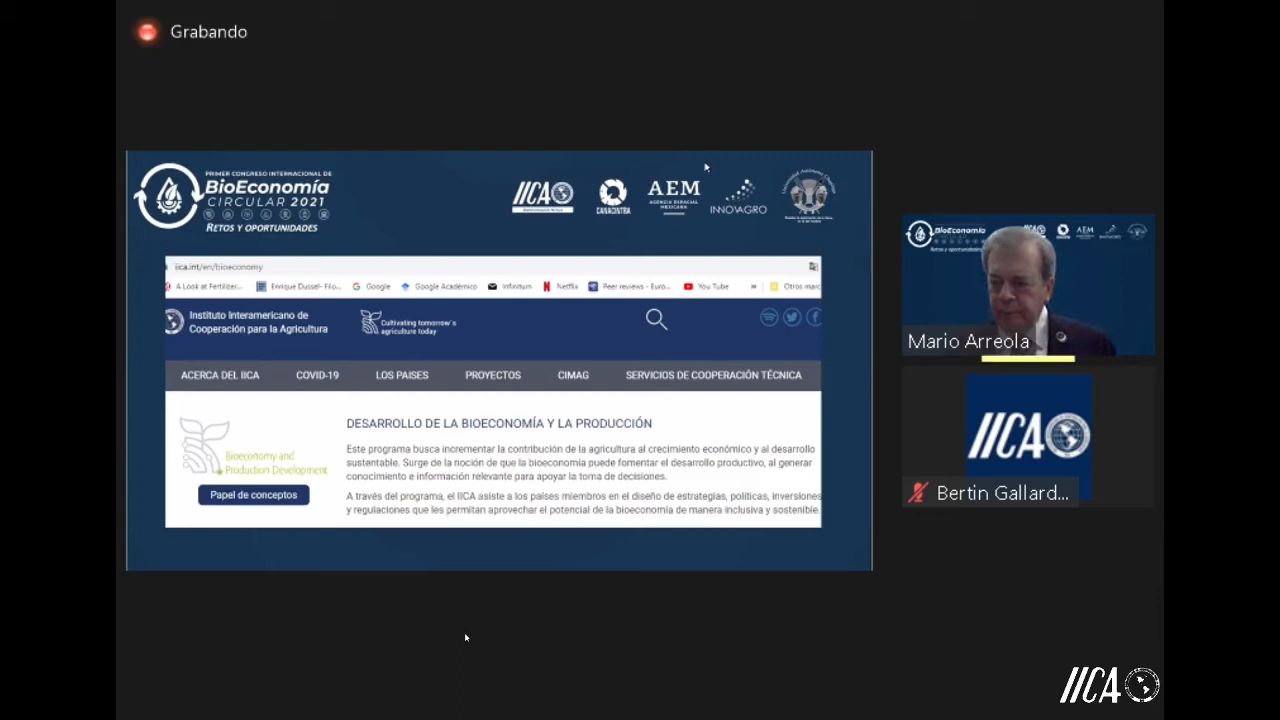 Grabando
PRIMER CONGRESO INTERNACIONAL DE
BioEconomía
CIRCULAR 2021
RETOS Y OPORTUNIDADES
IICA
CANACINTRA
AEM
AGENCIA ESPACIAL
MEXICANA
INNOVAGRO
iica.int/en/bioeconomy
A Look at Fertilizer...
Enrique Dussel- Filo...
Google
Google Académico
Infinitum
Netflix
Peer reviews - Euro...
You Tube
»
Otros marc
Instituto Interamericano de
Cooperación para la Agricultura
Cultivating tomorrow's
agriculture today
ACERCA DEL IICA
COVID-19
LOS PAISES
PROYECTOS
CIMAG
SERVICIOS DE COOPERACIÓN TÉCNICA
Bioeconomy and
Production Development
Papel de conceptos
DESARROLLO DE LA BIOECONOMÍA Y LA PRODUCCIÓN
Este programa busca incrementar la contribución de la agricultura al crecimiento económico y al desarrollo
sustentable. Surge de la noción de que la bioeconomía puede fomentar el desarrollo productivo, al generar
conocimiento e información relevante para apoyar la toma de decisiones.
A través del programa, el IICA asiste a los países miembros en el diseño de estrategias, políticas, inversiones
y regulaciones que les permitan aprovechar el potencial de la bioeconomía de manera inclusiva y sostenible.
BioEconomía
AEM
Mario Arreola
IICA
Bertin Gallard...
IICA